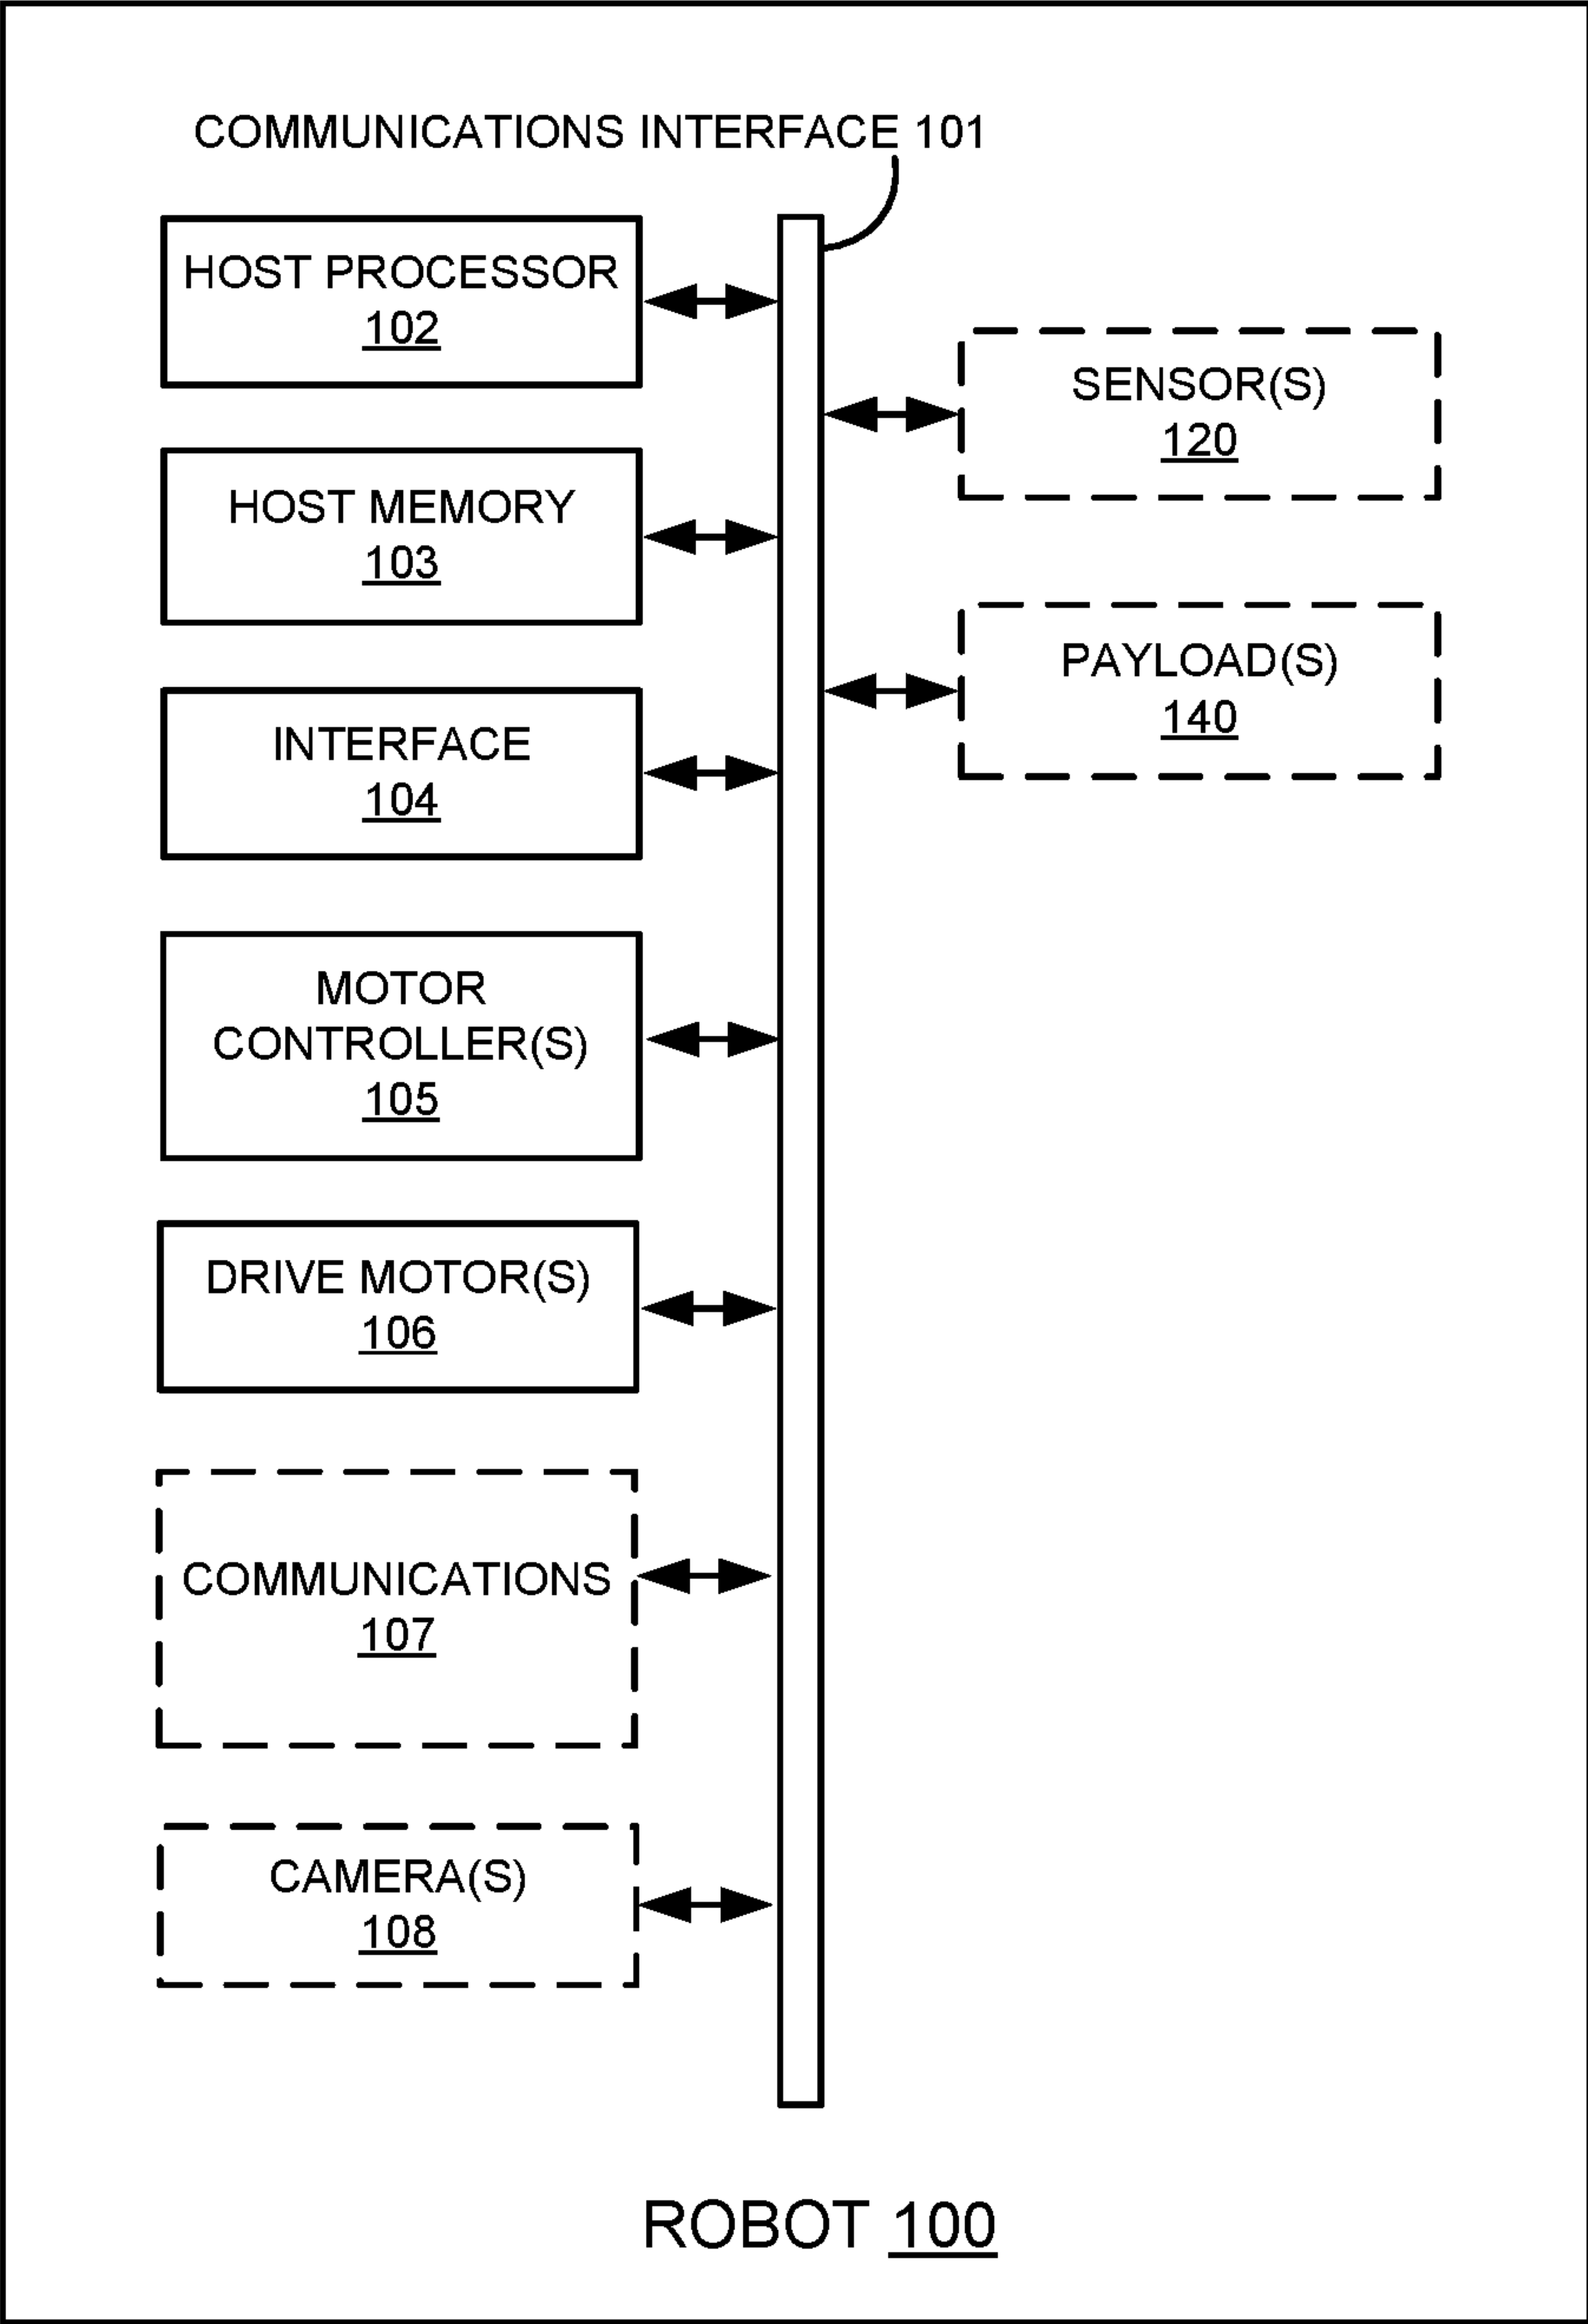 COMMUNICATIONS INTERFACE 101
HOST PROCESSOR
102
HOST MEMORY
103
INTERFACE
104
MOTOR
CONTROLLER(S)
105
DRIVE MOTOR(S)
106
COMMUNICATIONS
107
CAMERA(S)
108
SENSOR(S)
120
PAYLOAD(S)
140
ROBOT 100